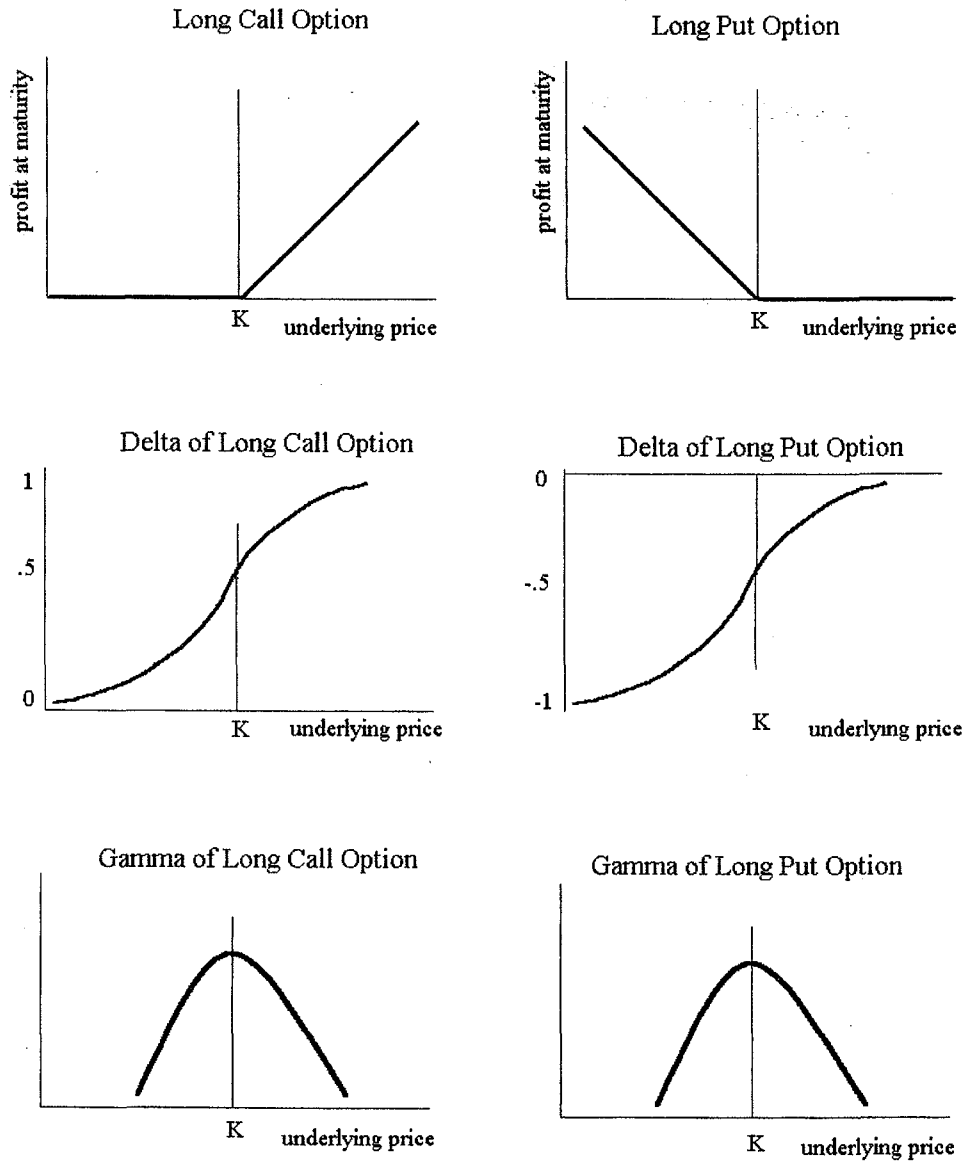 Long Call Option
profit at maturity
K
underlying price
Long Put Option
profit at maturity
K
underlying price
Delta of Long Call Option
1
.5
0
K
underlying price
Delta of Long Put Option
0
-.5
-1
K
underlying price
Gamma of Long Call Option
K
underlying price
Gamma of Long Put Option
K
underlying price